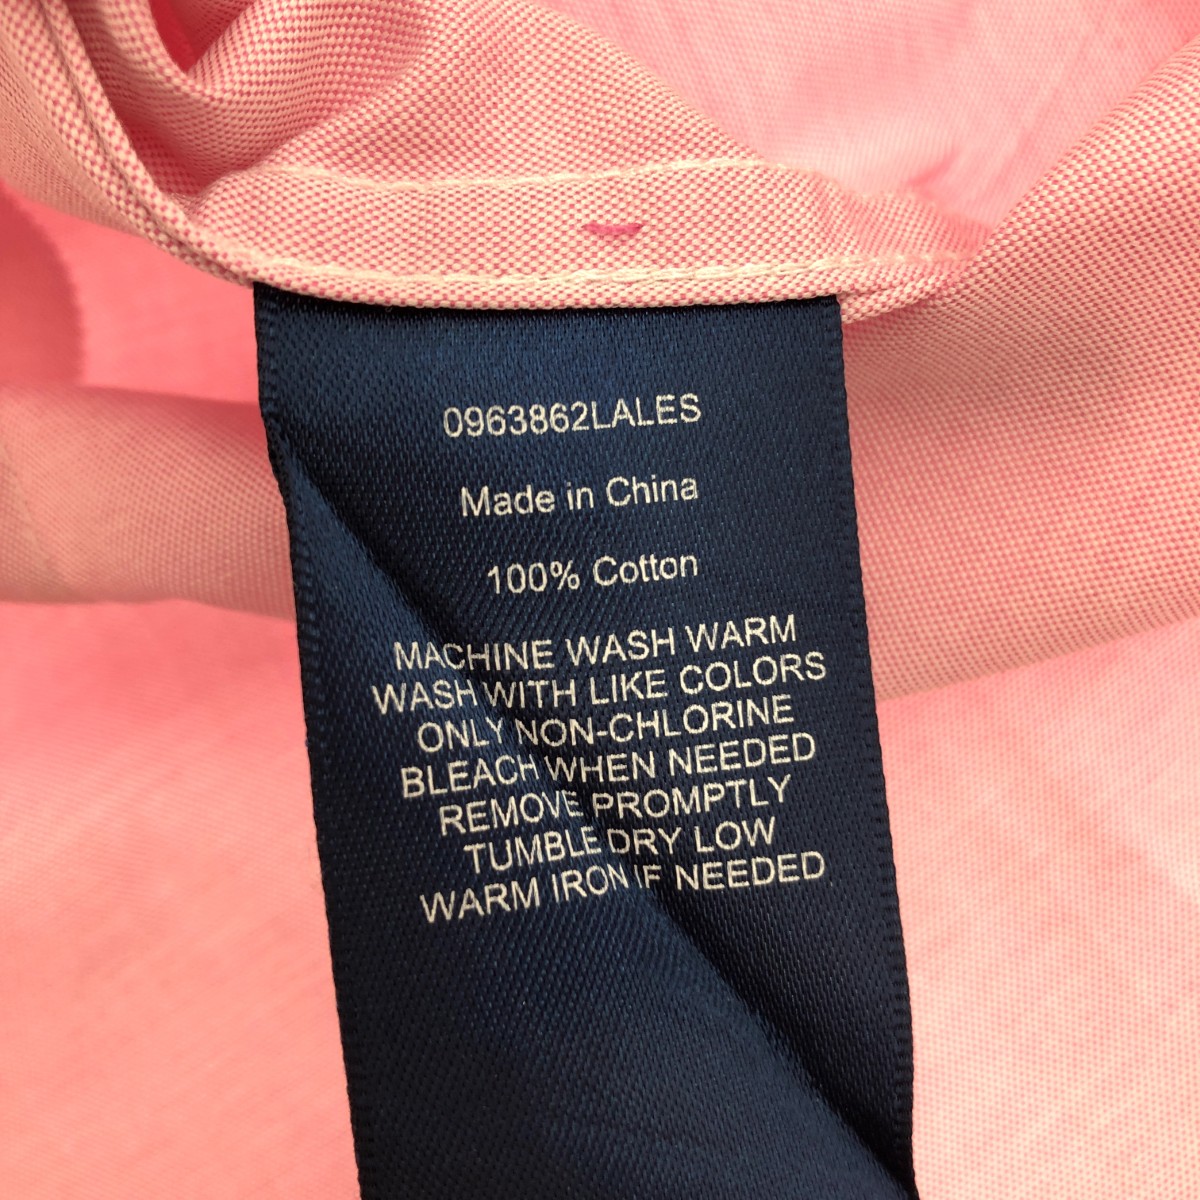 0963862LALES
Made in China
100% Cotton
MACHINE WASH WARM
WASH WITH LIKE COLORS
ONLY NON-CHLORINE
BLEACH WHEN NEEDED
REMOVE PROMPTLY
TUMBLE DRY LOW
WARM IRON IF NEEDED